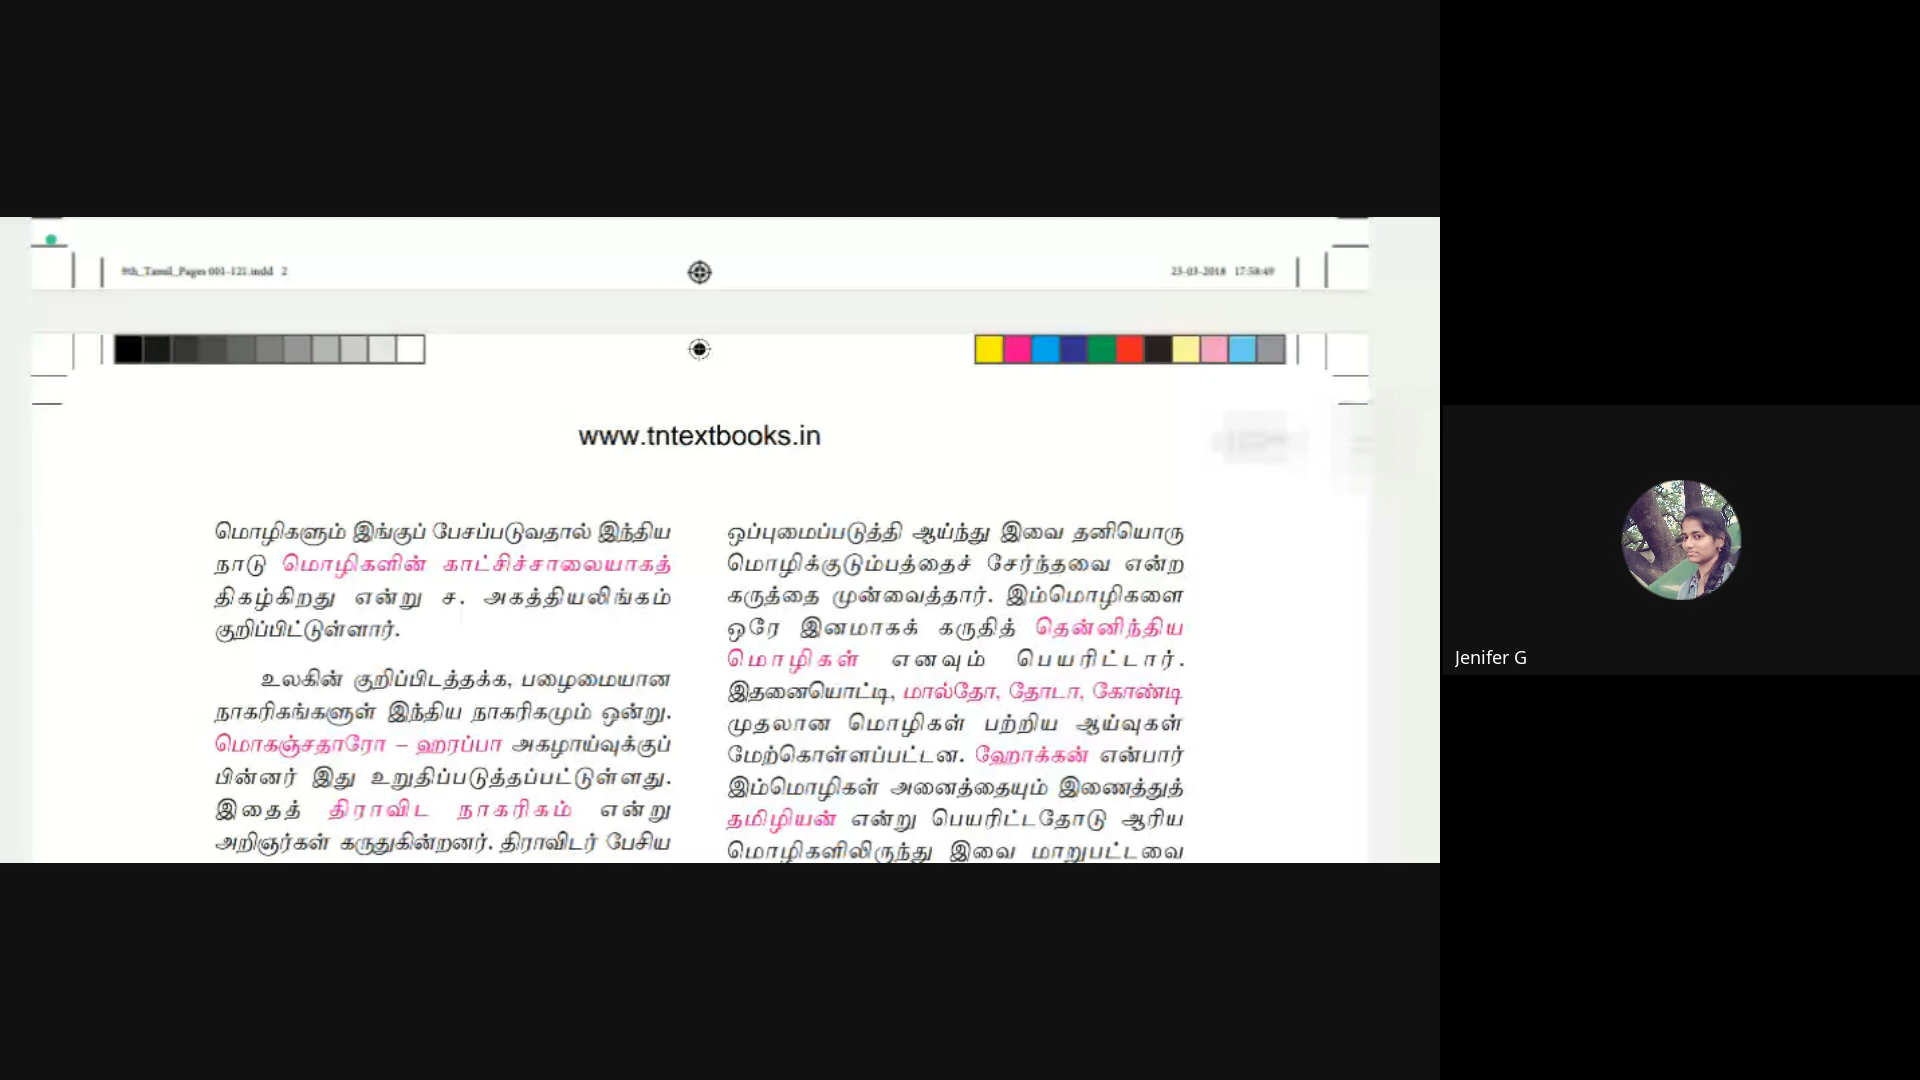 9th_Tamil_Pages 001-121.indd 2
23-03-2018 17:58:49
www.tntextbooks.in
மொழிகளும் இங்குப் பேசப்படுவதால் இந்திய
நாடு மொழிகளின் காட்சிச்சாலையாகத்
திகழ்கிறது என்று ச. அகத்தியலிங்கம்
குறிப்பிட்டுள்ளார்.
உலகின் குறிப்பிடத்தக்க, பழைமையான
நாகரிகங்களுள் இந்திய நாகரிகமும் ஒன்று.
மொகஞ்சதாரோ – ஹரப்பா அகழாய்வுக்குப்
பின்னர் இது உறுதிப்படுத்தப்பட்டுள்ளது.
இதைத் திராவிட நாகரிகம் என்று
அறிஞர்கள் கருதுகின்றனர். திராவிடர் பேசிய
ஒப்புமைப்படுத்தி ஆய்ந்து இவை தனியொரு
மொழிக்குடும்பத்தைச் சேர்ந்தவை என்ற
கருத்தை முன்வைத்தார். இம்மொழிகளை
ஒரே இனமாகக் கருதித் தென்னிந்திய
மொழிகள் எனவும் பெயரிட்டார்.
இதனையொட்டி, மால்தோ, தோடா, கோண்டி
முதலான மொழிகள் பற்றிய ஆய்வுகள்
மேற்கொள்ளப்பட்டன. ஹோக்கன் என்பார்
இம்மொழிகள் அனைத்தையும் இணைத்துத்
தமிழியன் என்று பெயரிட்டதோடு ஆரிய
மொழிகளிலிருந்து இவை மாறுபட்டவை
Jenifer G